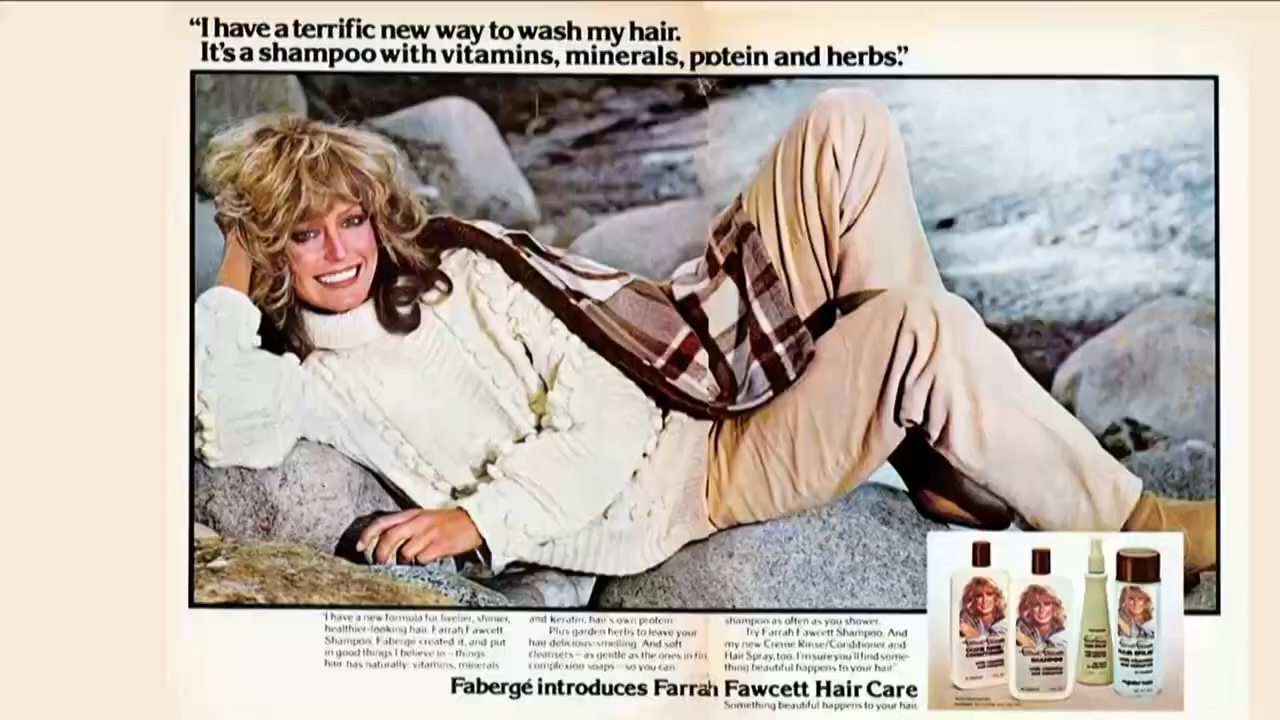 “I have a terrific new way to wash my hair.
It’s a shampoo with vitamins, minerals, protein and herbs.”
"I have a new formula for livelier, shinier,
healthier-looking hair. Farrah Fawcett
Shampoo. Fabergé created it, and put
in good things I believe in—things
hair has naturally: vitamins, minerals
and keratin, hair's own protein.
Plus garden herbs to leave your
hair delicious-smelling. And soft
cleansers—as gentle as the ones in fine
complexion soaps—so you can
shampoo as often as you shower.
Try Farrah Fawcett Shampoo. And
my new Creme Rinse/Conditioner and
Hair Spray, too. I'm sure you'll find some-
thing beautiful happens to your hair."
Fabergé introduces Farrah Fawcett Hair Care
Something beautiful happens to your hair.
SHAMPOO
HAIR SPRAY